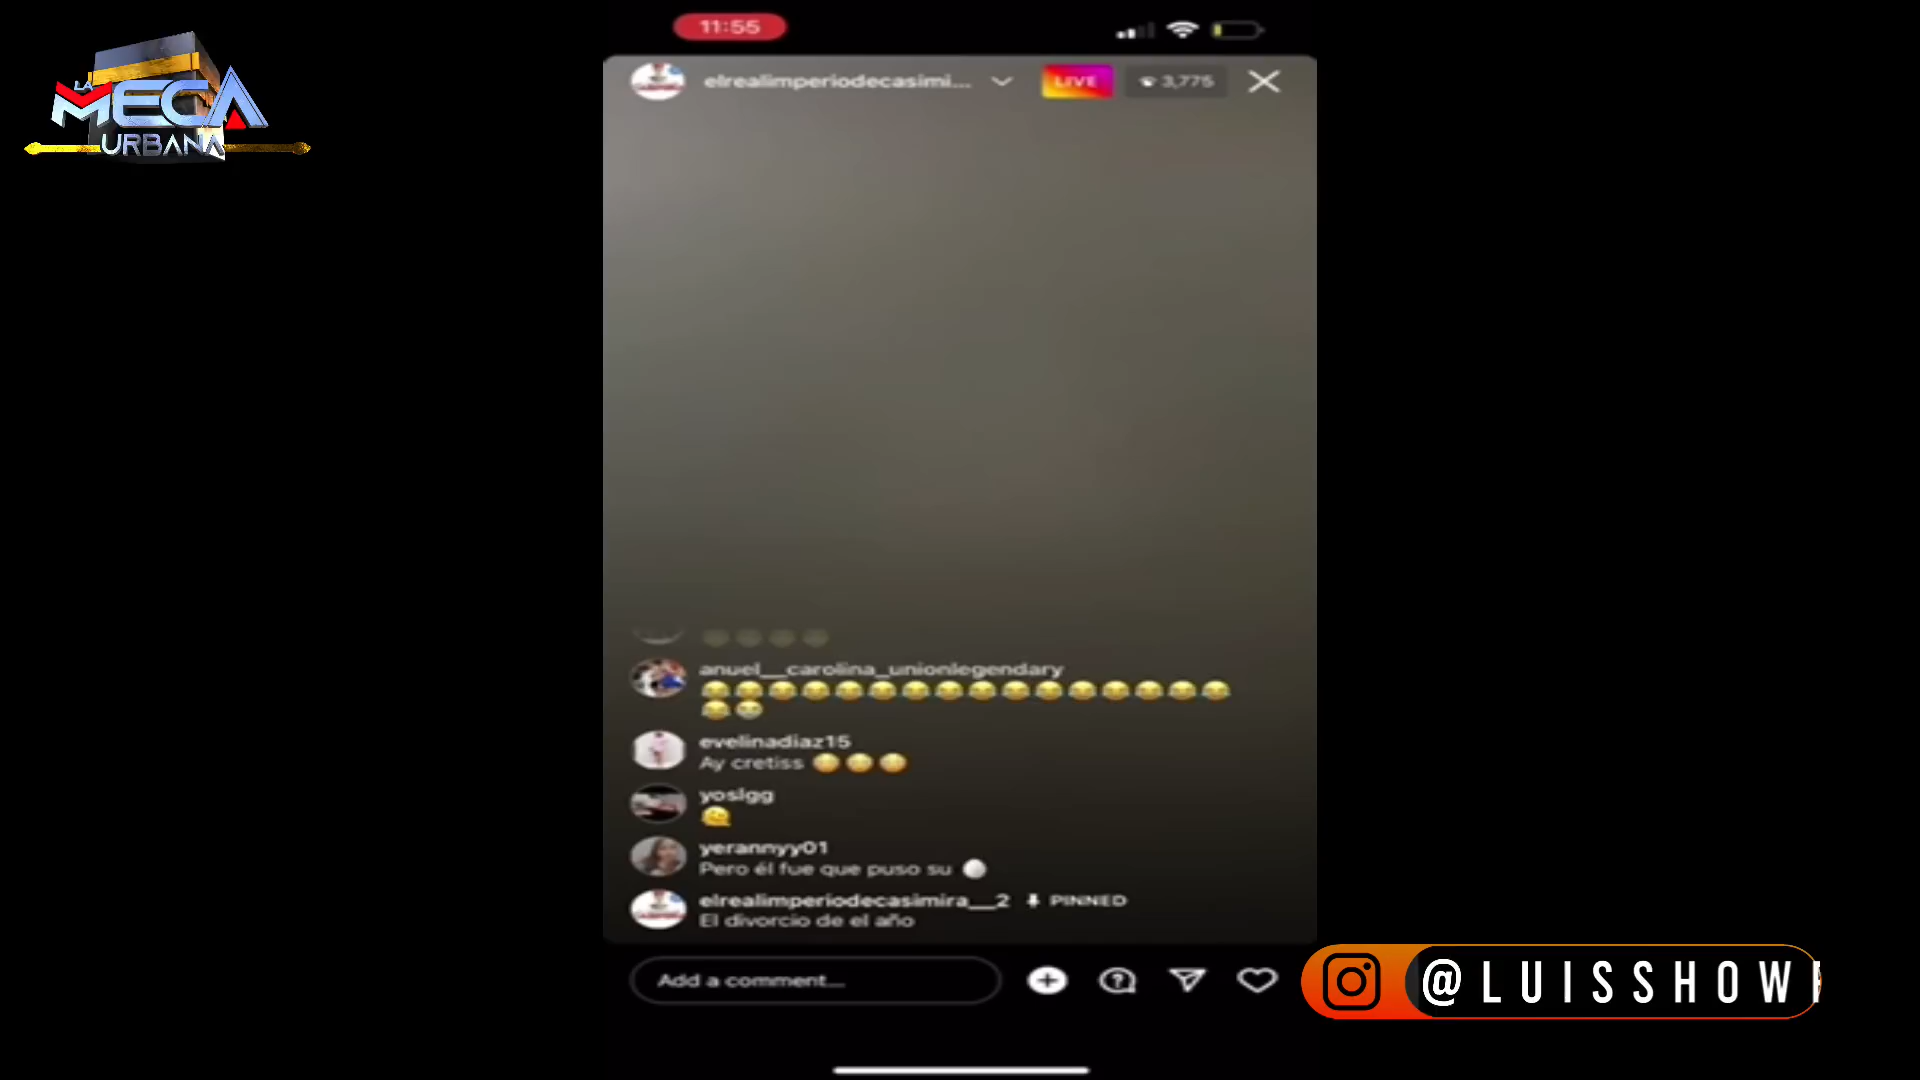 11:55
LA
MECA
URBANA
elrealimperiodecasimi...
LIVE
3,775
anuel__carolina_unionlegendary
😂😂😂😂😂😂😂😂😂😂😂😂😂😂😂😂
😂😂
evelinadiaz15
Ay cretiss
yoslgg
yerannyy01
Pero él fue que puso su
elrealimperiodecasimira__2 PINNED
El divorcio de el año
Add a comment...
@LUISSHOW